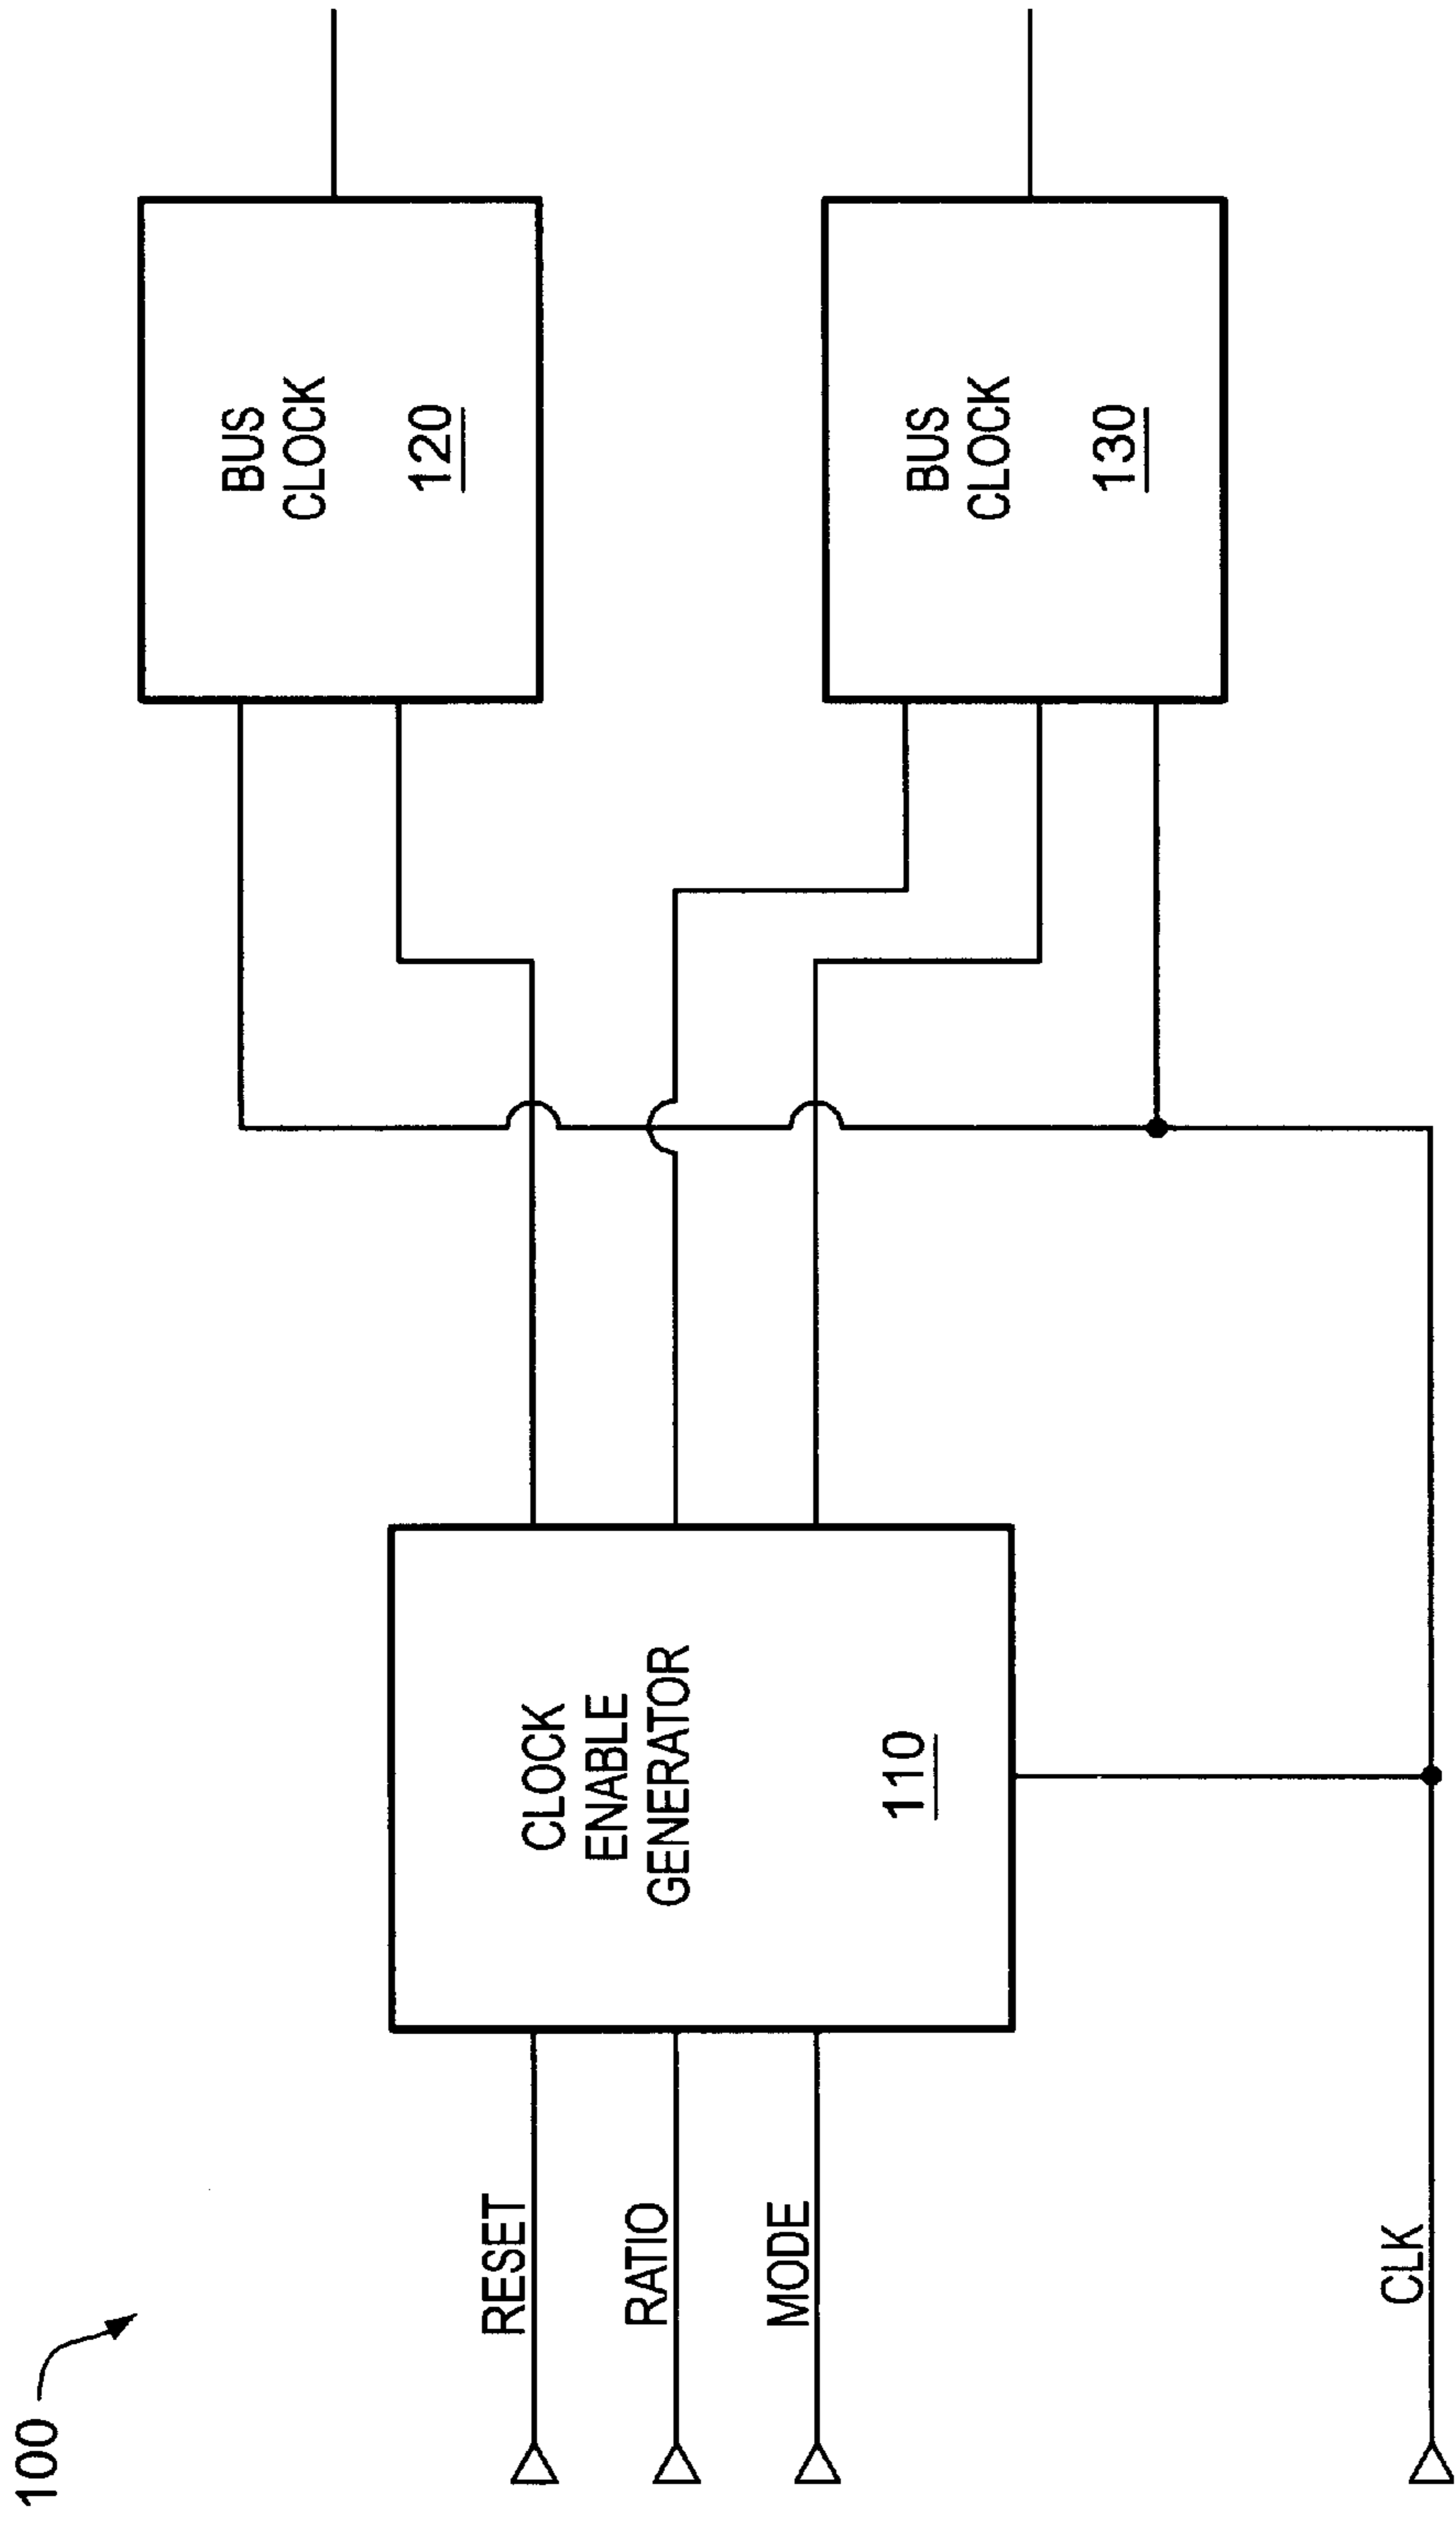 100
RESET
RATIO
MODE
CLK
CLOCK
ENABLE
GENERATOR
110
BUS
CLOCK
120
BUS
CLOCK
130